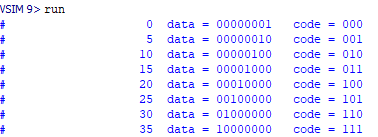 VSIM 9> run
# 0 data = 00000001 code = 000
# 5 data = 00000010 code = 001
# 10 data = 00000100 code = 010
# 15 data = 00001000 code = 011
# 20 data = 00010000 code = 100
# 25 data = 00100000 code = 101
# 30 data = 01000000 code = 110
# 35 data = 10000000 code = 111